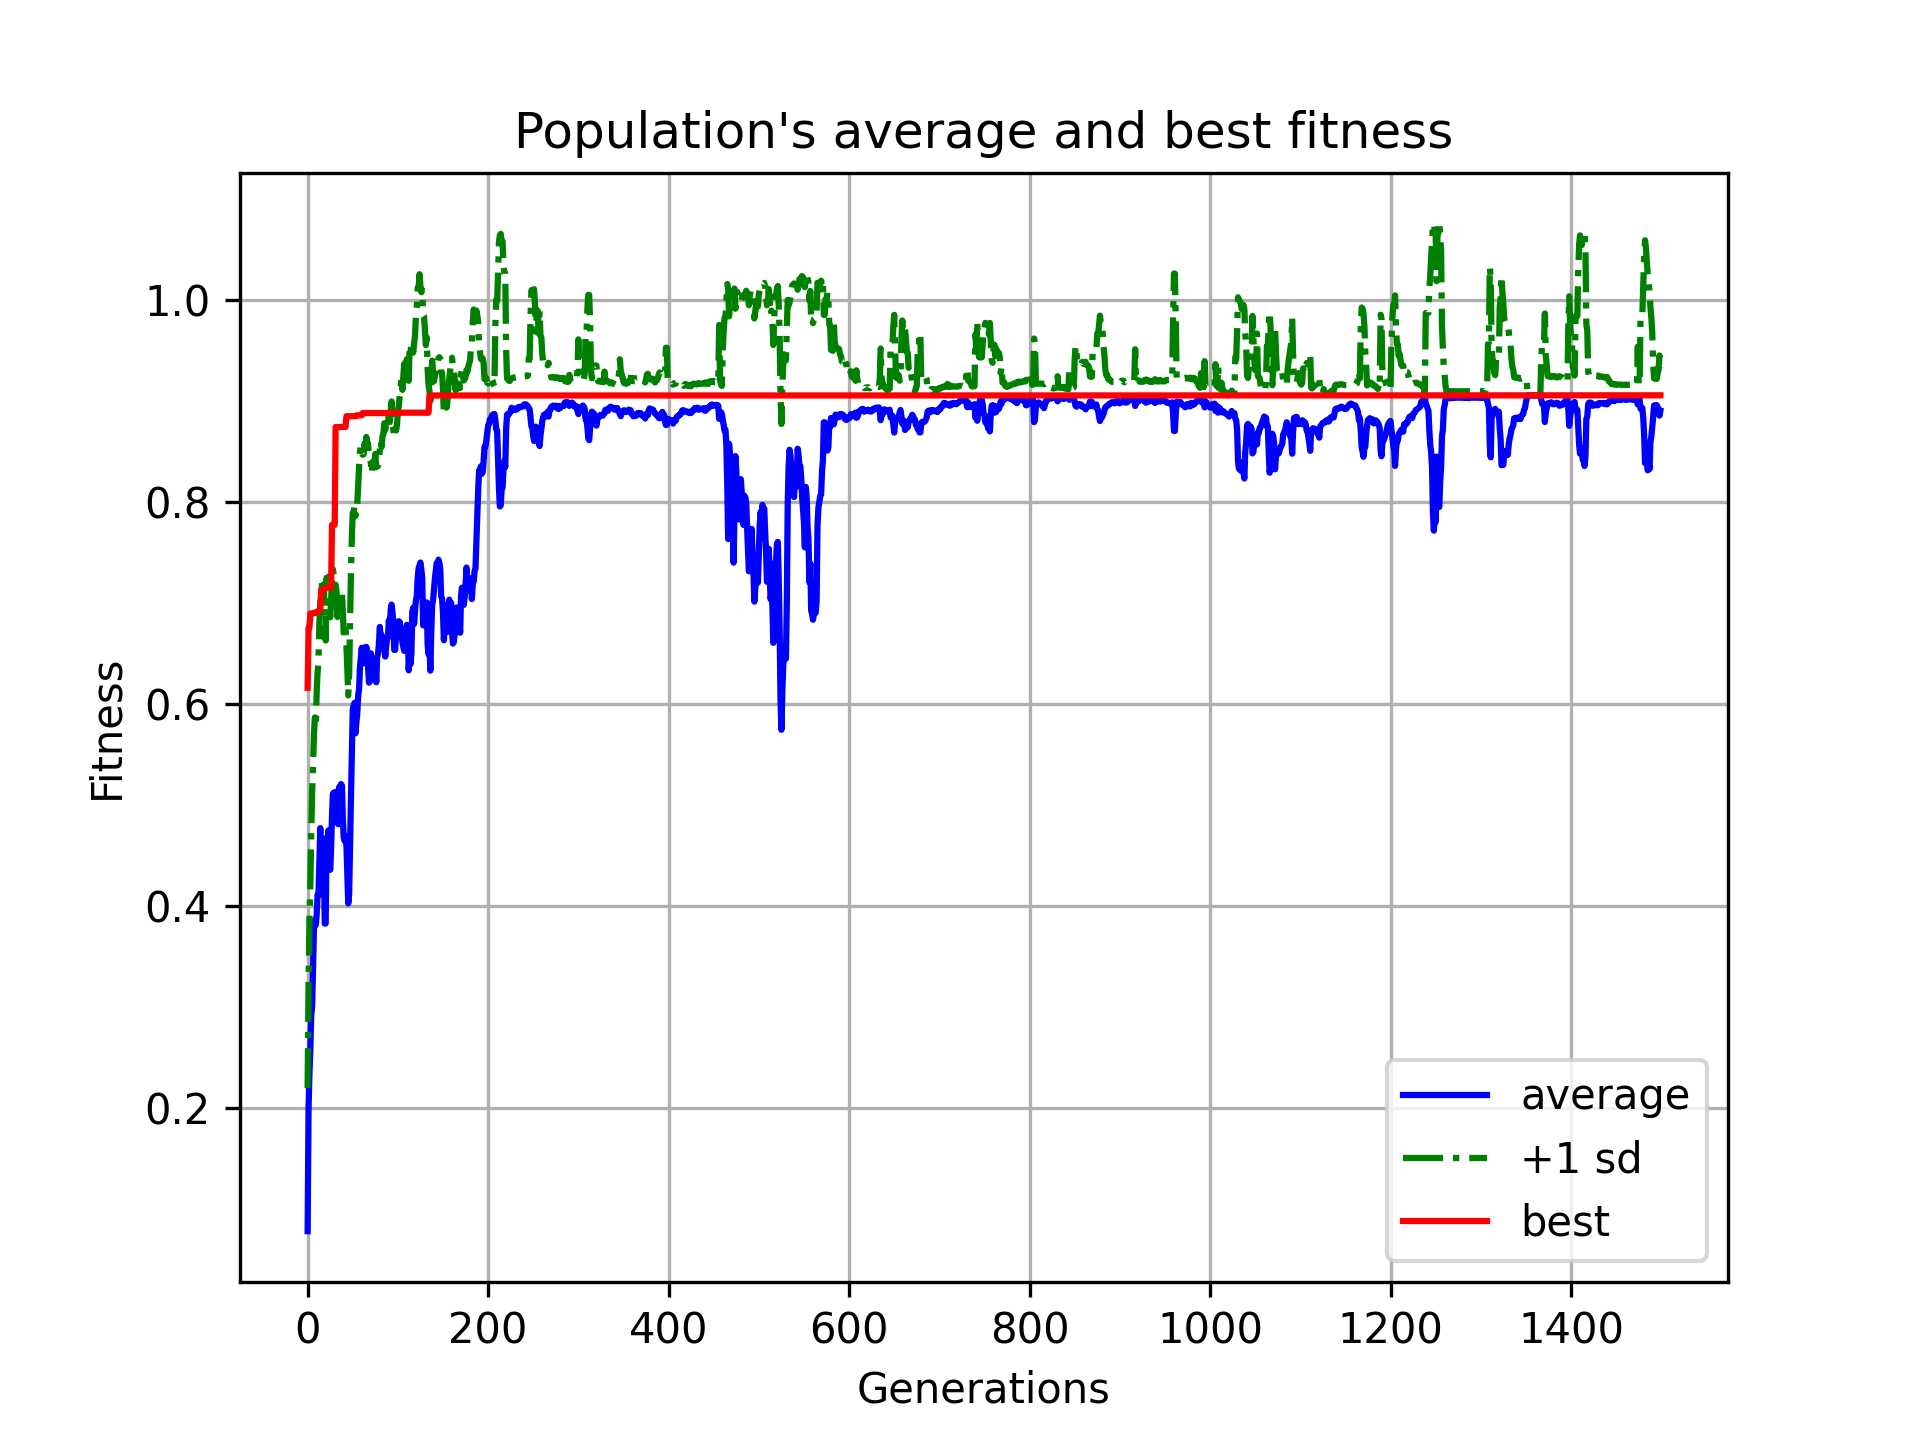 Population's average and best fitness
1.0
0.8
0.6
0.4
0.2
Fitness
0 200 400 600 800 1000 1200 1400
Generations
average
+1 sd
best